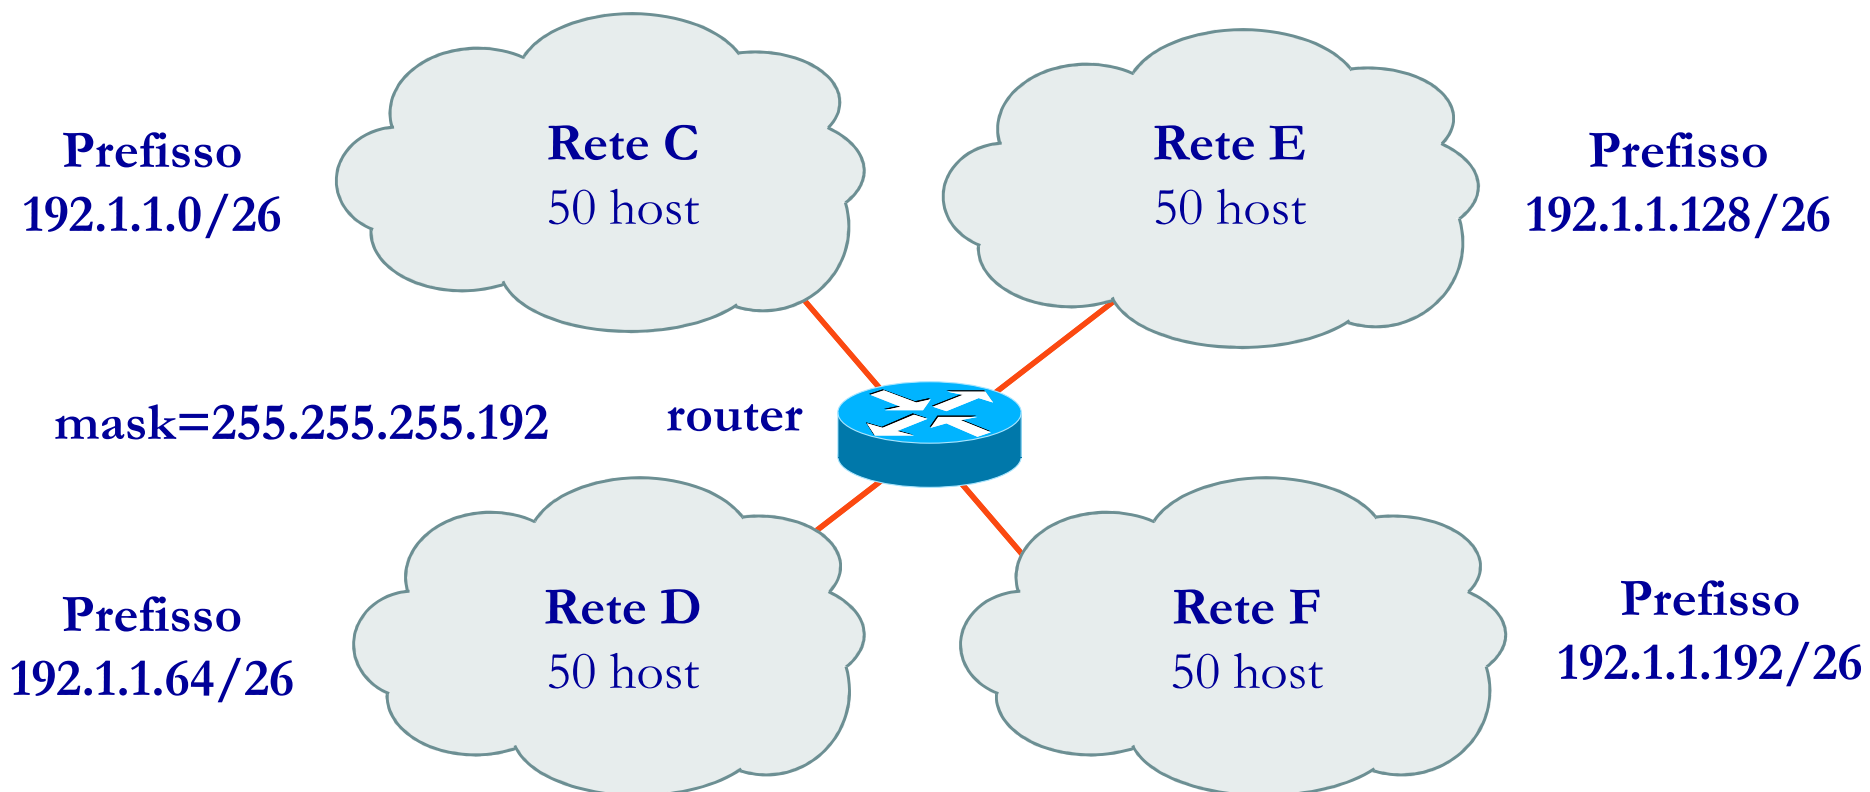 Prefisso
192.1.1.0/26
Rete C
50 host
Rete E
50 host
Prefisso
192.1.1.128/26
mask=255.255.255.192
router
Prefisso
192.1.1.64/26
Rete D
50 host
Rete F
50 host
Prefisso
192.1.1.192/26